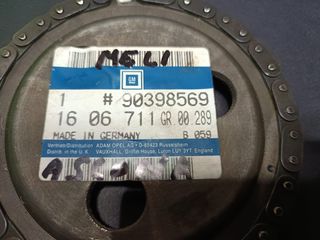 MELI
GM
1 # 90398569
16 06 711 GR.00 289
MADE IN GERMANY B 059
Vertrieb/Distribution ADAM OPEL AG • D-65423 Rüsselsheim
Distrib. in the U.K. VAUXHALL, Griffin House, Luton LU1 3YT, England